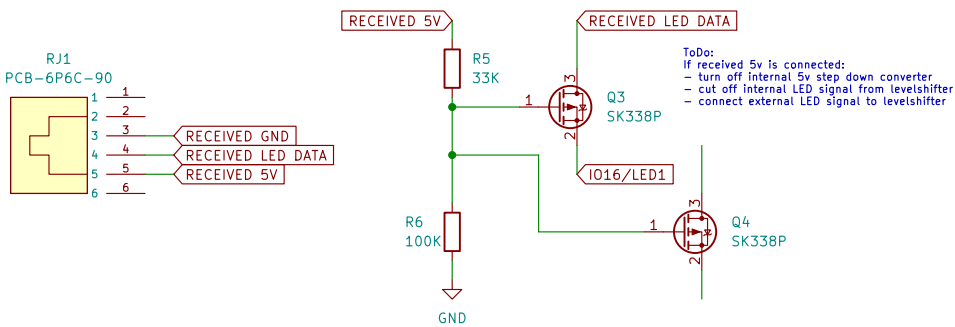 RJ1
PCB-6P6C-90
1 1
2 2
3 3 RECEIVED GND
4 4 RECEIVED LED DATA
5 5 RECEIVED 5V
6 6
RECEIVED 5V
R5
33K
R6
100K
GND
RECEIVED LED DATA
3
1
2
Q3
SK338P
IO16/LED1
3
1
2
Q4
SK338P
ToDo:
If received 5v is connected:
- turn off internal 5v step down converter
- cut off internal LED signal from levelshifter
- connect external LED signal to levelshifter